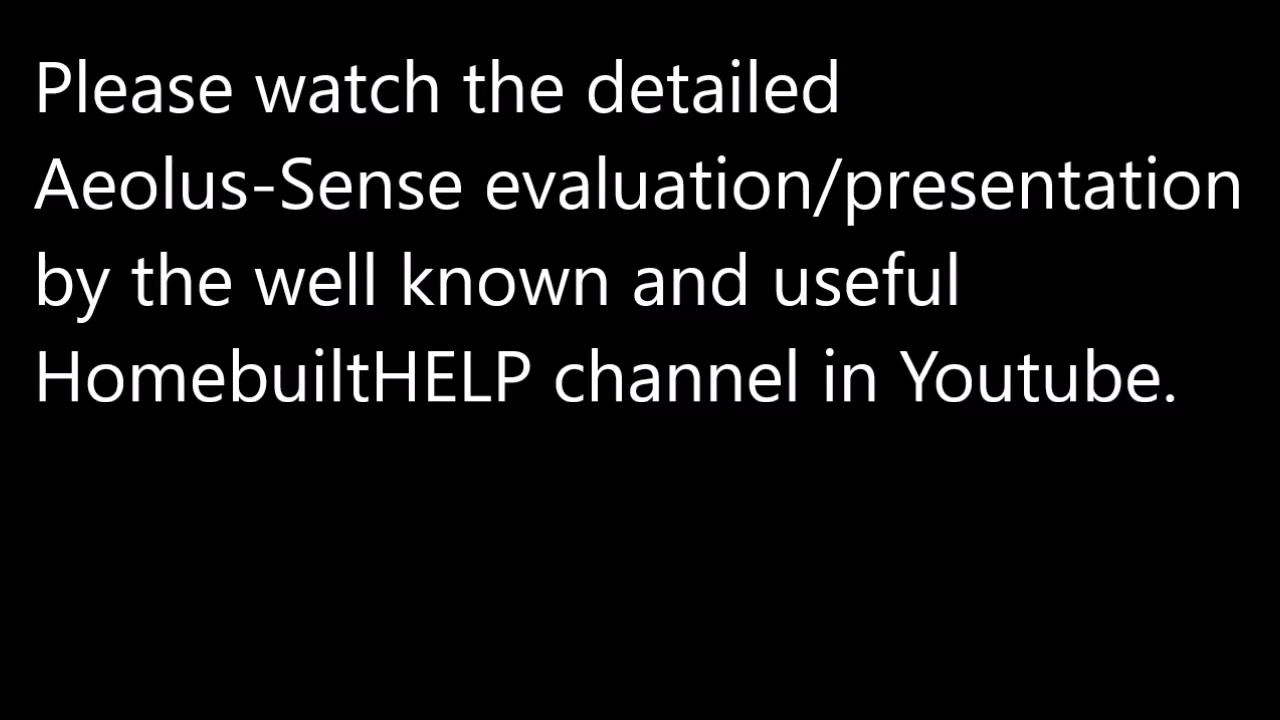 Please watch the detailed
Aeolus-Sense evaluation/presentation
by the well known and useful
HomebuiltHELP channel in Youtube.